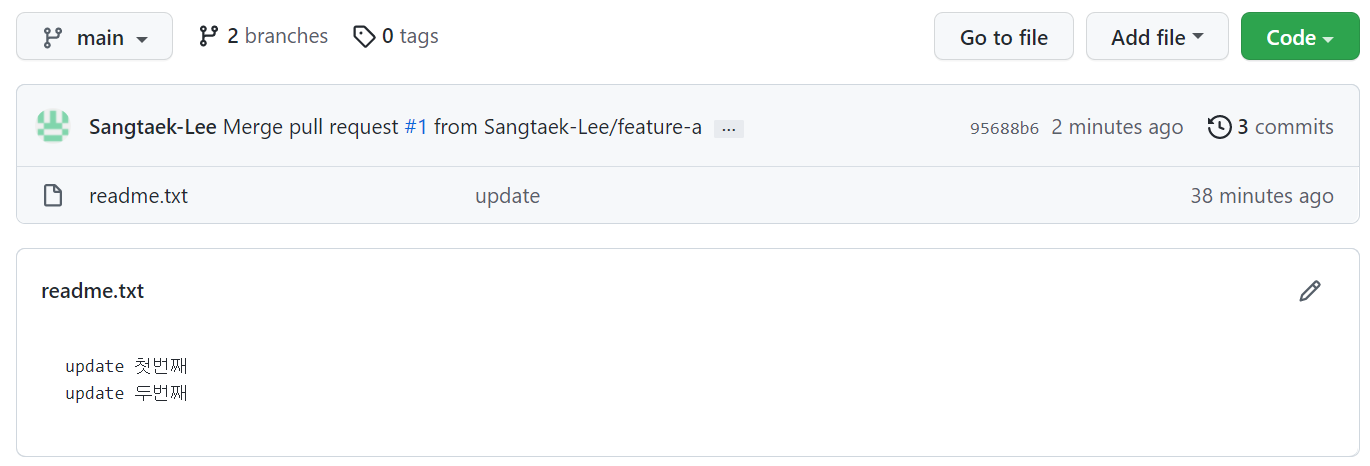 main 2 branches 0 tags Go to file Add file Code
Sangtaek-Lee Merge pull request #1 from Sangtaek-Lee/feature-a ... 95688b6 2 minutes ago 3 commits
readme.txt update 38 minutes ago
readme.txt
update 첫번째
update 두번째